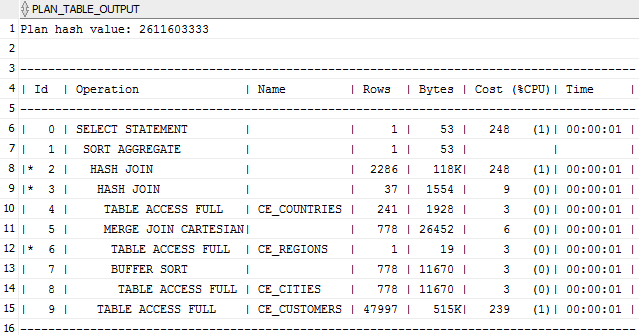 PLAN_TABLE_OUTPUT
1 Plan hash value: 2611603333
2
3 --------------------------------------------------------------------------------------
4 | Id  | Operation              | Name         | Rows  | Bytes | Cost (%CPU)| Time     |
5 --------------------------------------------------------------------------------------
6 |   0 | SELECT STATEMENT       |              |     1 |    53 |   248   (1)| 00:00:01 |
7 |   1 |  SORT AGGREGATE        |              |     1 |    53 |            |          |
8 |*  2 |   HASH JOIN            |              |  2286 |   118K|   248   (1)| 00:00:01 |
9 |*  3 |    HASH JOIN           |              |    37 |  1554 |     9   (0)| 00:00:01 |
10 |   4 |     TABLE ACCESS FULL  | CE_COUNTRIES |   241 |  1928 |     3   (0)| 00:00:01 |
11 |   5 |     MERGE JOIN CARTESIAN|              |   778 | 26452 |     6   (0)| 00:00:01 |
12 |*  6 |      TABLE ACCESS FULL | CE_REGIONS   |     1 |    19 |     3   (0)| 00:00:01 |
13 |   7 |      BUFFER SORT       |              |   778 | 11670 |     3   (0)| 00:00:01 |
14 |   8 |       TABLE ACCESS FULL | CE_CITIES    |   778 | 11670 |     3   (0)| 00:00:01 |
15 |   9 |    TABLE ACCESS FULL   | CE_CUSTOMERS | 47997 |   515K|   239   (1)| 00:00:01 |
16 --------------------------------------------------------------------------------------